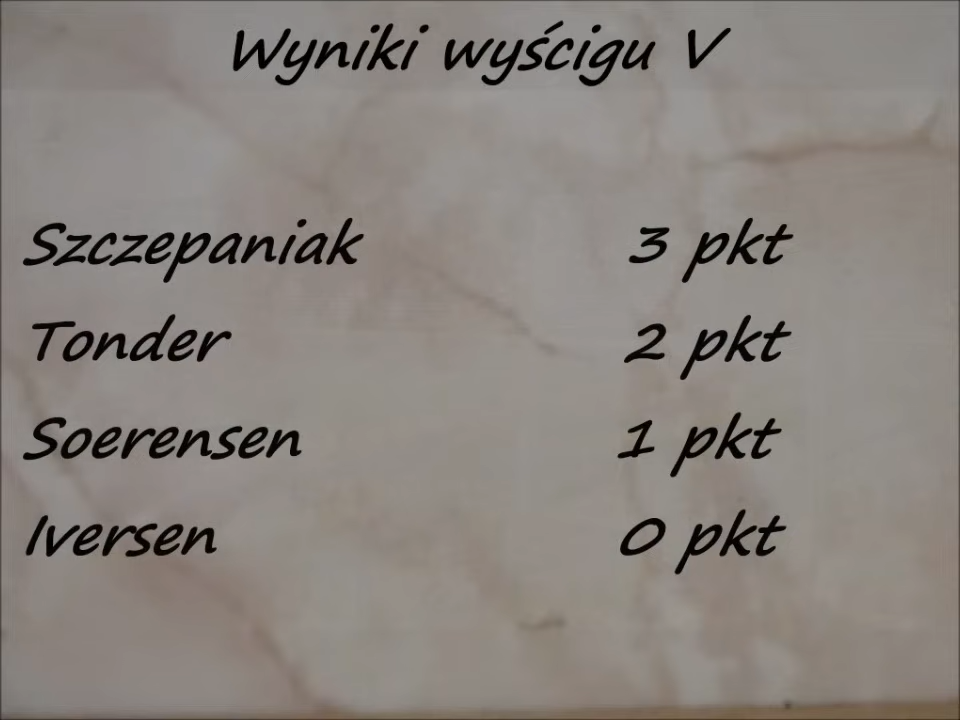 Wyniki wyścigu V
Szczepaniak 3 pkt
Tonder 2 pkt
Soerensen 1 pkt
Iversen 0 pkt